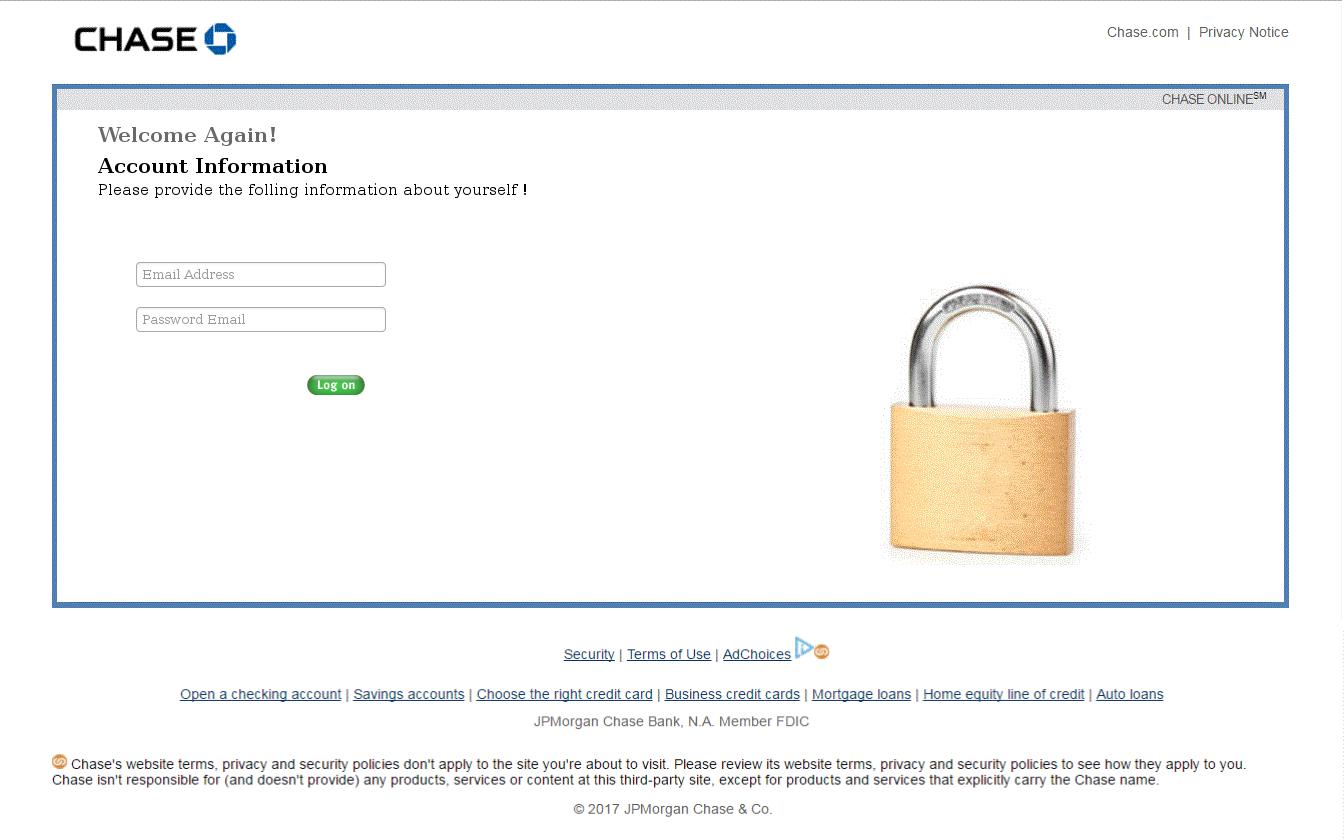 CHASE
Chase.com | Privacy Notice
CHASE ONLINE℠
Welcome Again!
Account Information
Please provide the folling information about yourself !
Email Address
Password Email
Log on
Security | Terms of Use | AdChoices
Open a checking account | Savings accounts | Choose the right credit card | Business credit cards | Mortgage loans | Home equity line of credit | Auto loans
JPMorgan Chase Bank, N.A. Member FDIC
Chase's website terms, privacy and security policies don't apply to the site you're about to visit. Please review its website terms, privacy and security policies to see how they apply to you.
Chase isn't responsible for (and doesn't provide) any products, services or content at this third-party site, except for products and services that explicitly carry the Chase name.
© 2017 JPMorgan Chase & Co.